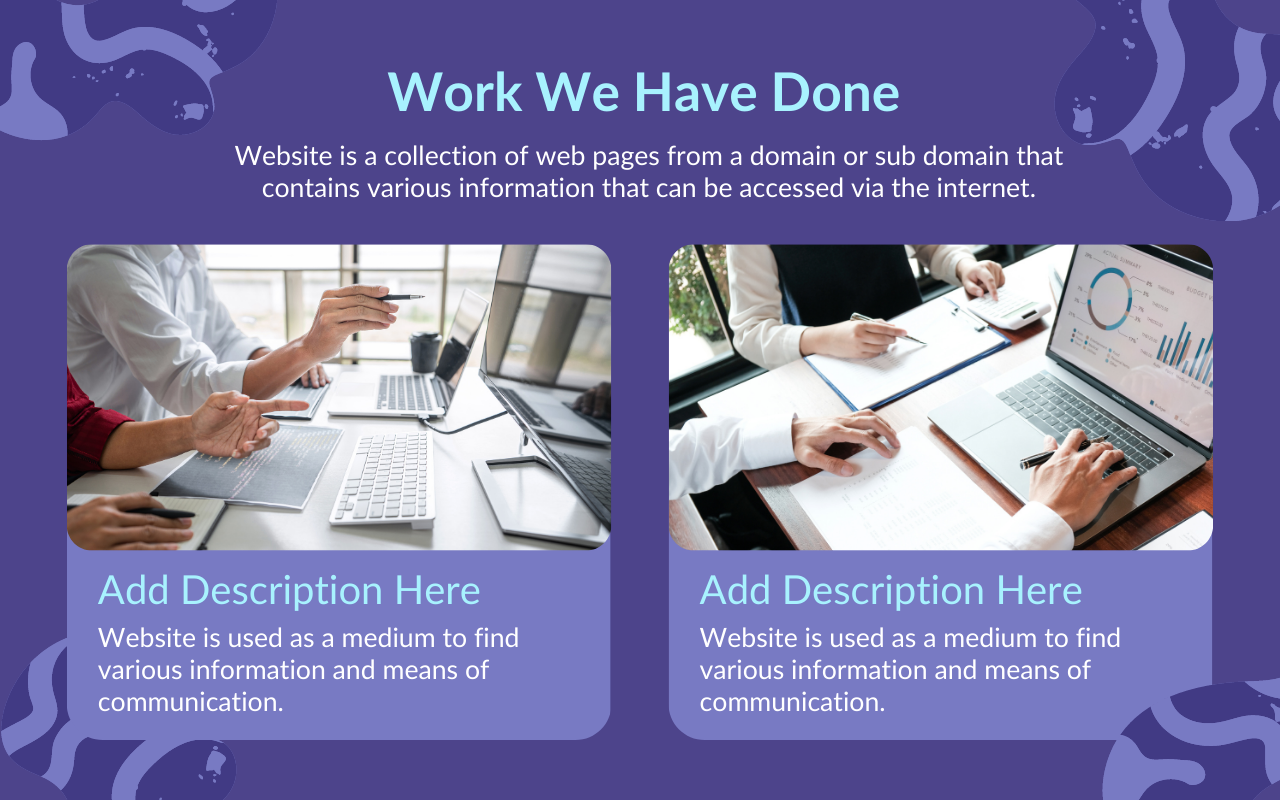 Work We Have Done
Website is a collection of web pages from a domain or sub domain that
contains various information that can be accessed via the internet.
ACTUAL SUMMARY
Add Description Here
Website is used as a medium to find
various information and means of
communication.
Add Description Here
Website is used as a medium to find
various information and means of
communication.